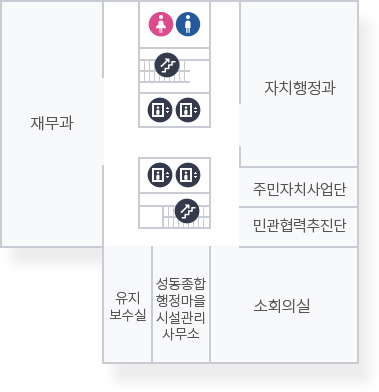 자치행정과
재무과
주민자치사업단
민관협력추진단
유지
보수실
성동종합
행정마을
시설관리
사무소
소회의실